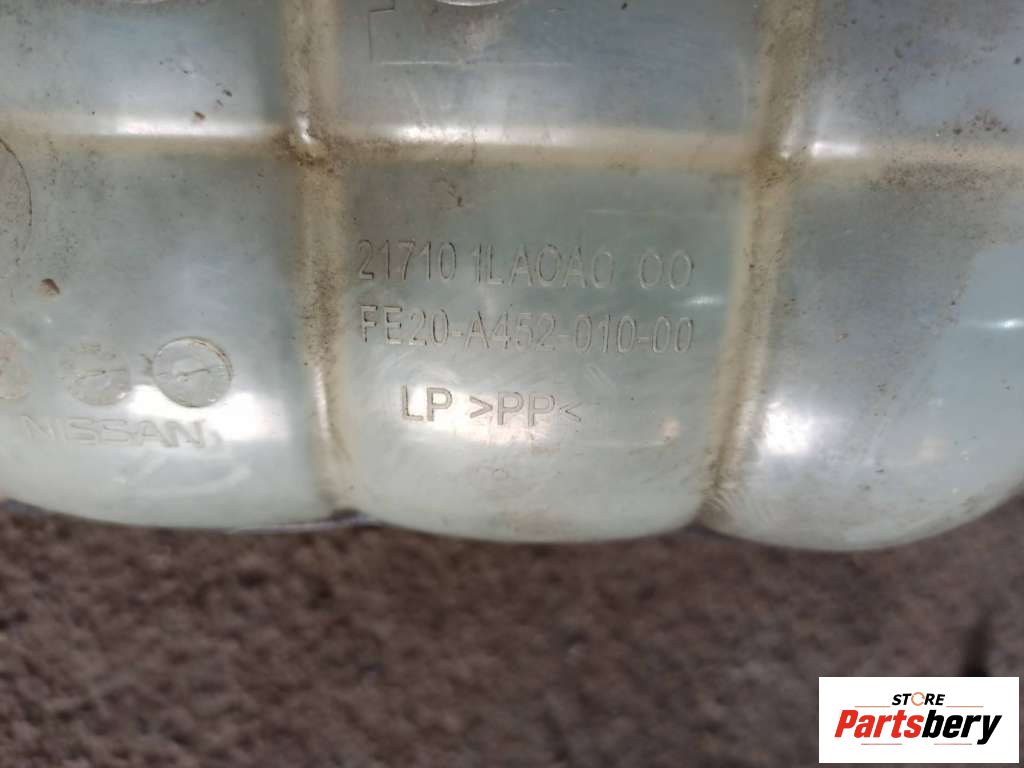 21710 1LA0A0 00
FE20-A452-010-00
LP >PP<
NISSAN
STORE
Partsbery